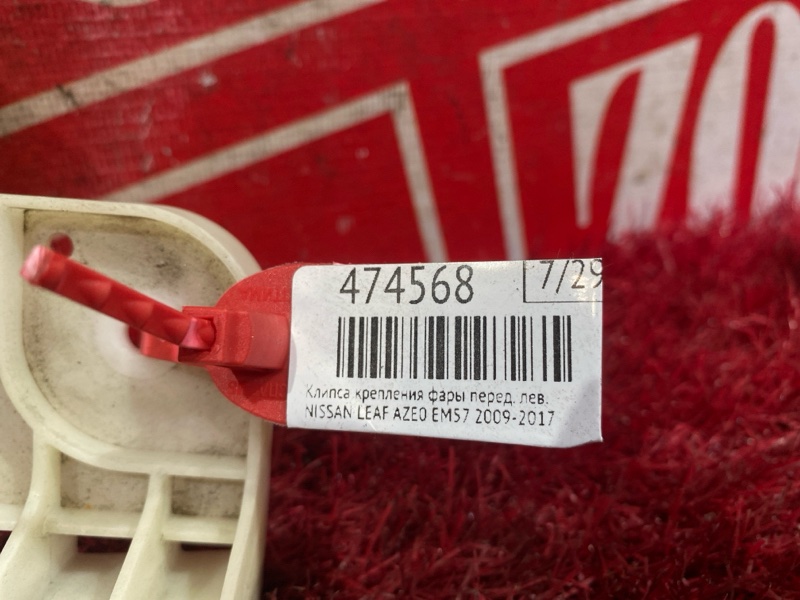 474568
7/29
Клипса крепления фары перед. лев.
NISSAN LEAF AZE0 EM57 2009-2017